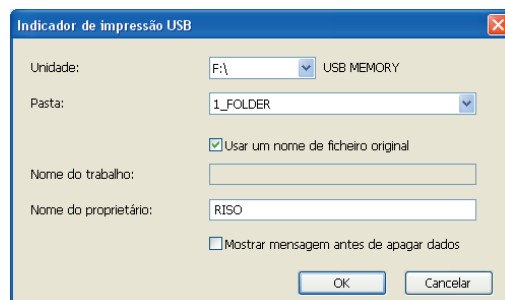 Indicador de impressão USB
Unidade: F:\ USB MEMORY
Pasta: 1_FOLDER
Usar um nome de ficheiro original
Nome do trabalho:
Nome do proprietário: RISO
Mostrar mensagem antes de apagar dados
OK Cancelar